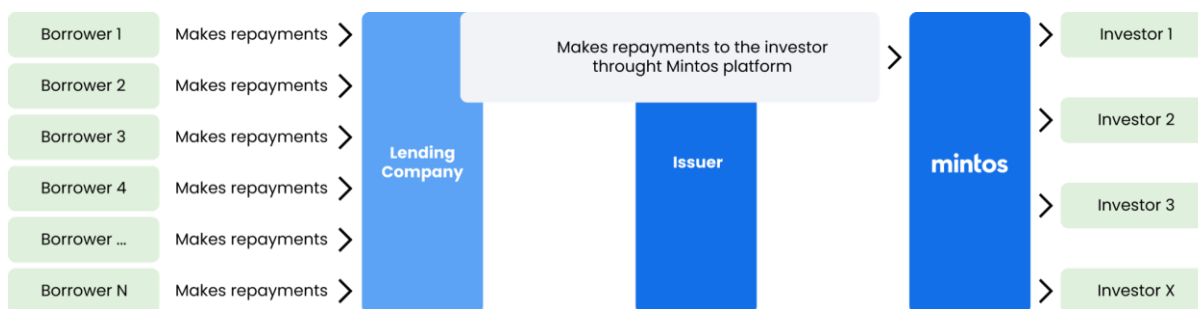 Borrower 1
Makes repayments
Borrower 2
Makes repayments
Borrower 3
Makes repayments
Borrower 4
Makes repayments
Borrower ...
Makes repayments
Borrower N
Makes repayments
Lending
Company
Makes repayments to the investor
throught Mintos platform
Issuer
mintos
Investor 1
Investor 2
Investor 3
Investor X